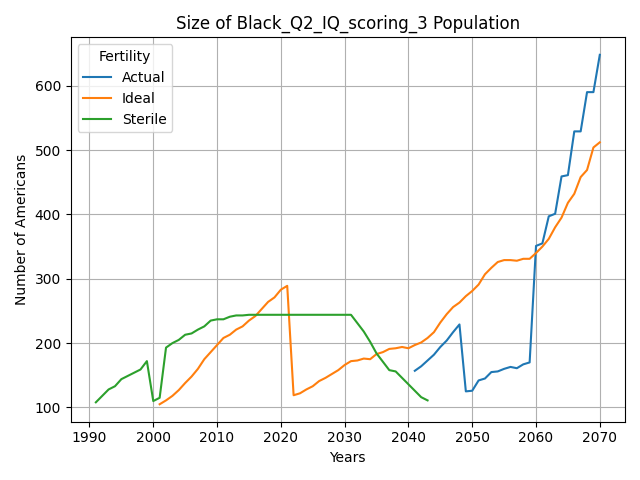 Size of Black_Q2_IQ_scoring_3 Population
Fertility
Actual
Ideal
Sterile
Number of Americans
600
500
400
300
200
100
1990 2000 2010 2020 2030 2040 2050 2060 2070
Years